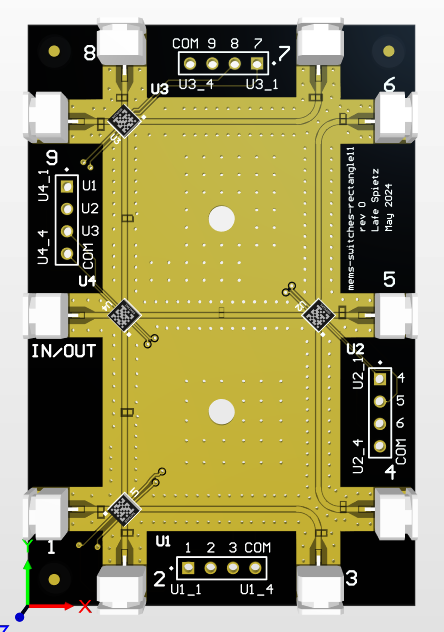 8
COM 9 8 7
.7
U3_4 U3_1
U3
6
9
U4_1
U1
U2
U3
COM
U4_4
U4
mems-switches-rectangle11
rev 0
Lafe Spietz
May 2024
5
IN/OUT
U2
U2_1
4
5
6
COM
U2_4
4
1
U1
1 2 3 COM
2
3
U1_1 U1_4
Y
X
Z